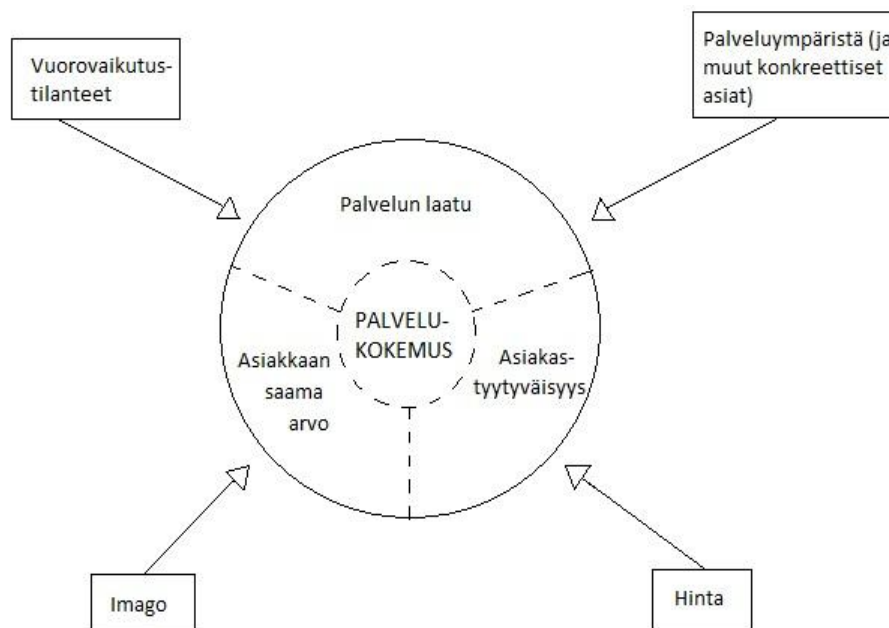 Vuorovaikutus-
tilanteet
Palveluympäristä (ja
muut konkreettiset
asiat)
Palvelun laatu
PALVELU-
KOKEMUS
Asiakkaan
saama
arvo
Asiakas-
tyytyväisyys
Imago
Hinta